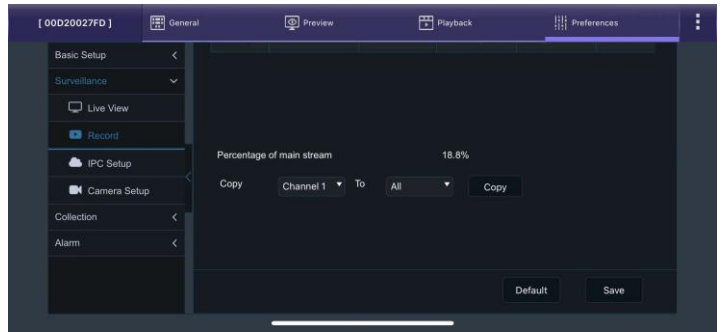 [ 00D20027FD ] General Preview Playback Preferences
Basic Setup
Surveillance
Live View
Record
IPC Setup
Camera Setup
Collection
Alarm
Percentage of main stream 18.8%
Copy Channel 1 To All Copy
Default Save